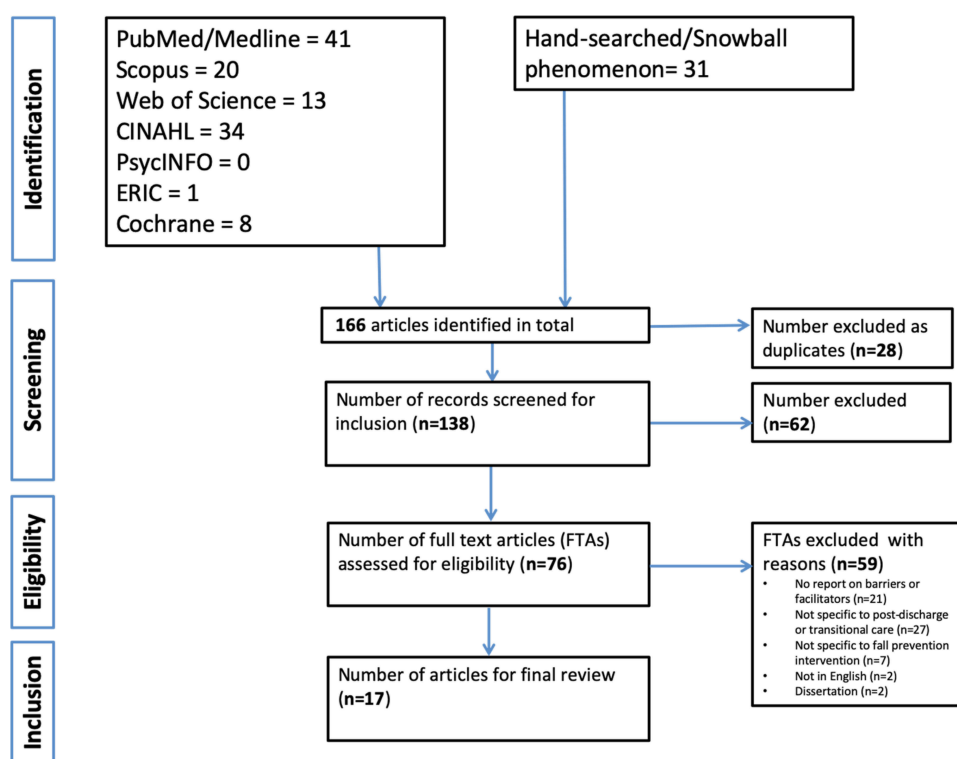 Identification
PubMed/Medline = 41
Scopus = 20
Web of Science = 13
CINAHL = 34
PsycINFO = 0
ERIC = 1
Cochrane = 8
Hand-searched/Snowball
phenomenon= 31
Screening
166 articles identified in total
Number excluded as
duplicates (n=28)
Number of records screened for
inclusion (n=138)
Number excluded
(n=62)
Eligibility
Number of full text articles (FTAs)
assessed for eligibility (n=76)
FTAs excluded with
reasons (n=59)
• No report on barriers or
facilitators (n=21)
• Not specific to post-discharge
or transitional care (n=27)
• Not specific to fall prevention
intervention (n=7)
• Not in English (n=2)
• Dissertation (n=2)
Inclusion
Number of articles for final review
(n=17)